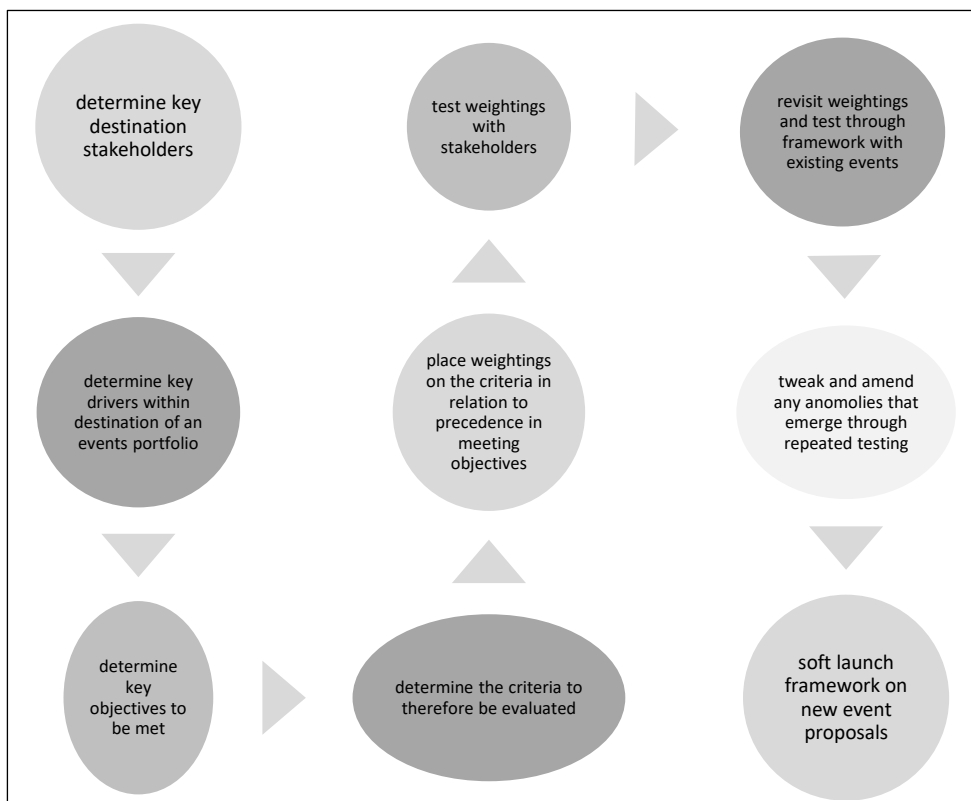 determine key
destination
stakeholders
determine key
drivers within
destination of an
events portfolio
determine
key
objectives to
be met
determine the criteria to
therefore be evaluated
place weightings
on the criteria in
relation to
precedence in
meeting
objectives
test weightings
with
stakeholders
revisit weightings
and test through
framework with
existing events
tweak and amend
any anomolies that
emerge through
repeated testing
soft launch
framework on
new event
proposals